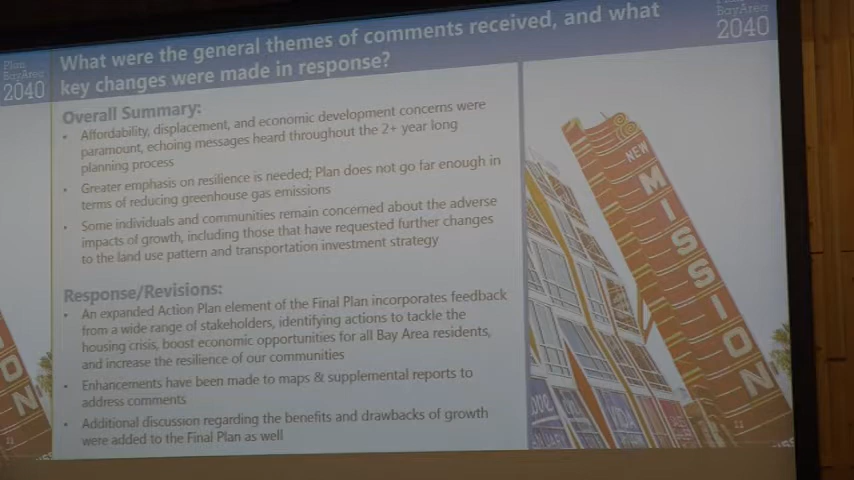 Plan
BayArea
2040
What were the general themes of comments received, and what
key changes were made in response?
Plan
BayArea
2040
Overall Summary:
• Affordability, displacement, and economic development concerns were
paramount, echoing messages heard throughout the 2+ year long
planning process
• Greater emphasis on resilience is needed; Plan does not go far enough in
terms of reducing greenhouse gas emissions
• Some individuals and communities remain concerned about the adverse
impacts of growth, including those that have requested further changes
to the land use pattern and transportation investment strategy
Response/Revisions:
• An expanded Action Plan element of the Final Plan incorporates feedback
from a wide range of stakeholders, identifying actions to tackle the
housing crisis, boost economic opportunities for all Bay Area residents,
and increase the resilience of our communities
• Enhancements have been made to maps & supplemental reports to
address comments
• Additional discussion regarding the benefits and drawbacks of growth
were added to the Final Plan as well
NEW
MISSION
ON
11
11